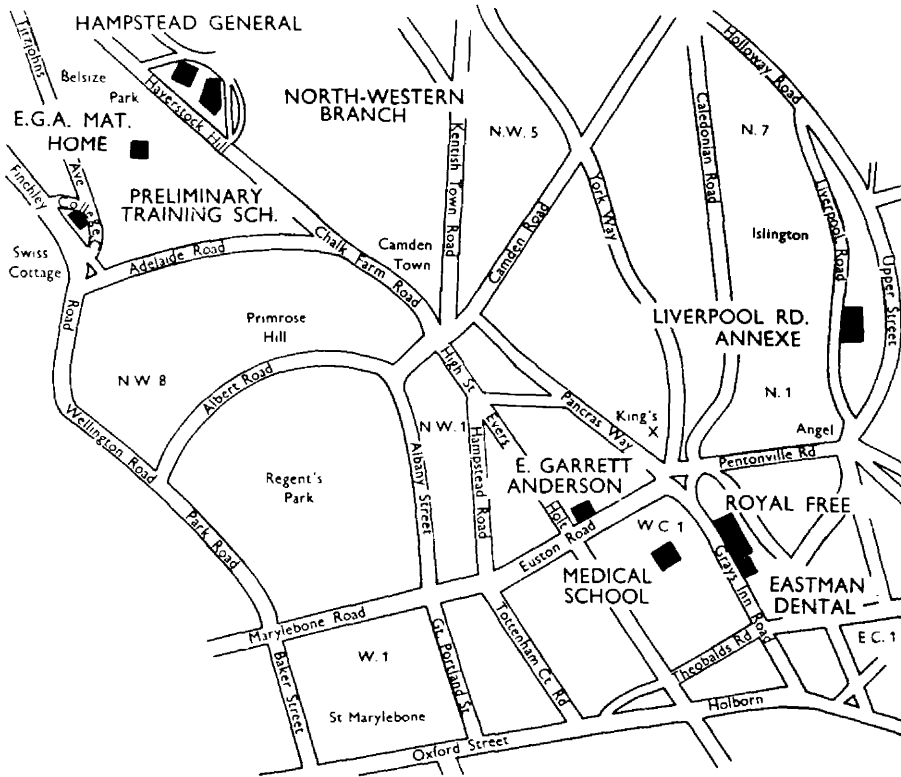 HAMPSTEAD GENERAL
Fitzjohns
Ave
Belsize
Park
Haverstock Hill
NORTH-WESTERN
BRANCH
N.W. 5
Kentish Town Road
Caledonian Road
Holloway Road
N. 7
E.G.A. MAT.
HOME
Finchley
Road
College
PRELIMINARY
TRAINING SCH.
York Way
Liverpool Road
Islington
Upper Street
Swiss
Cottage
Adelaide Road
Chalk Farm Road
Camden
Town
Camden Road
Primrose
Hill
LIVERPOOL RD.
ANNEXE
N W 8
Albert Road
High St
N.W. 1
Evers
Holt
Pancras Way
King's
X
N. 1
Angel
Wellington Road
Albany Street
Hampstead Road
Pentonville Rd
Regent's
Park
E. GARRETT
ANDERSON
ROYAL FREE
Park Road
Euston Road
W C 1
MEDICAL
SCHOOL
Grays Inn Road
EASTMAN
DENTAL
Marylebone Road
Baker Street
W. 1
Gt. Portland St.
Tottenham Ct. Rd
Theobalds Rd
E C. 1
St Marylebone
Oxford Street
Holborn